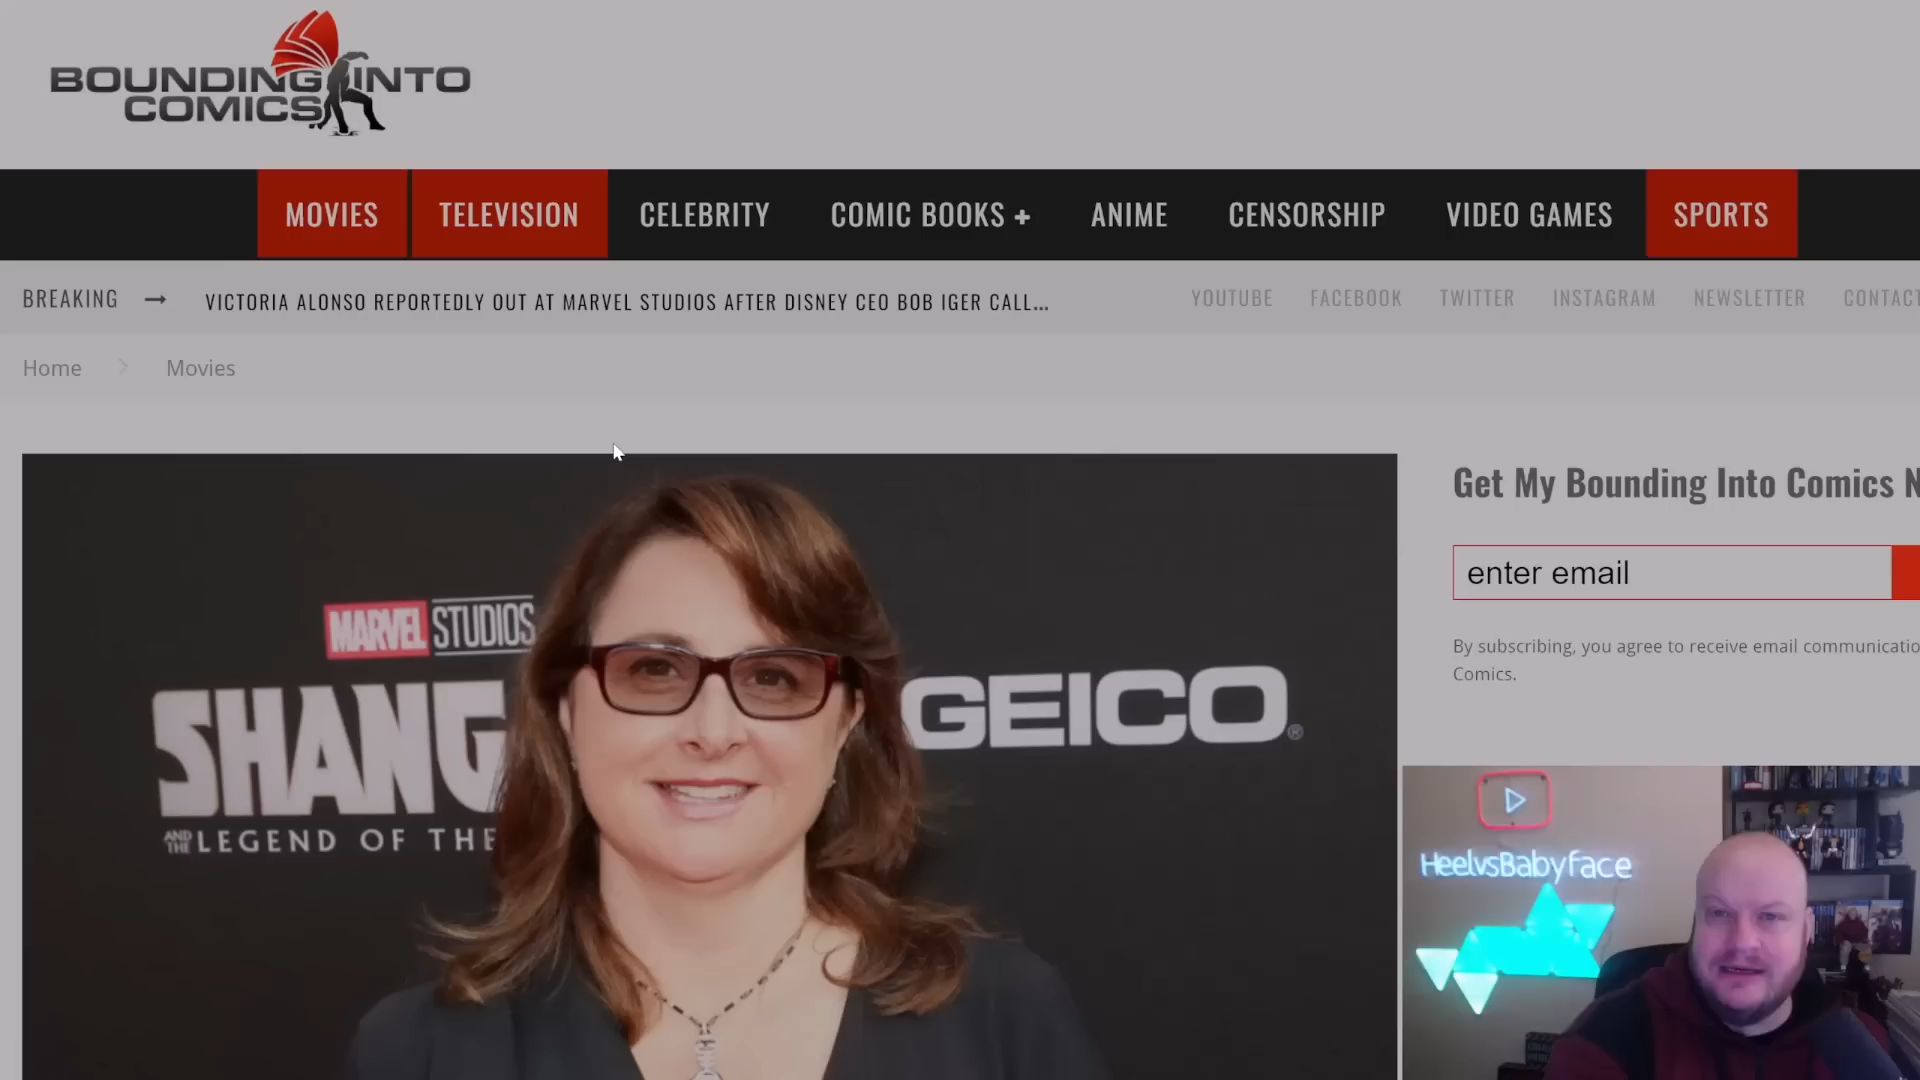 BOUNDING INTO
COMICS
MOVIES TELEVISION CELEBRITY COMIC BOOKS + ANIME CENSORSHIP VIDEO GAMES SPORTS
BREAKING → VICTORIA ALONSO REPORTEDLY OUT AT MARVEL STUDIOS AFTER DISNEY CEO BOB IGER CALL... YOUTUBE FACEBOOK TWITTER INSTAGRAM NEWSLETTER CONTACT
Home > Movies
Get My Bounding Into Comics N
enter email
By subscribing, you agree to receive email communicatio
Comics.
MARVEL STUDIOS
SHANG
AND THE LEGEND OF THE
GEICO®
HeelvsBabyface